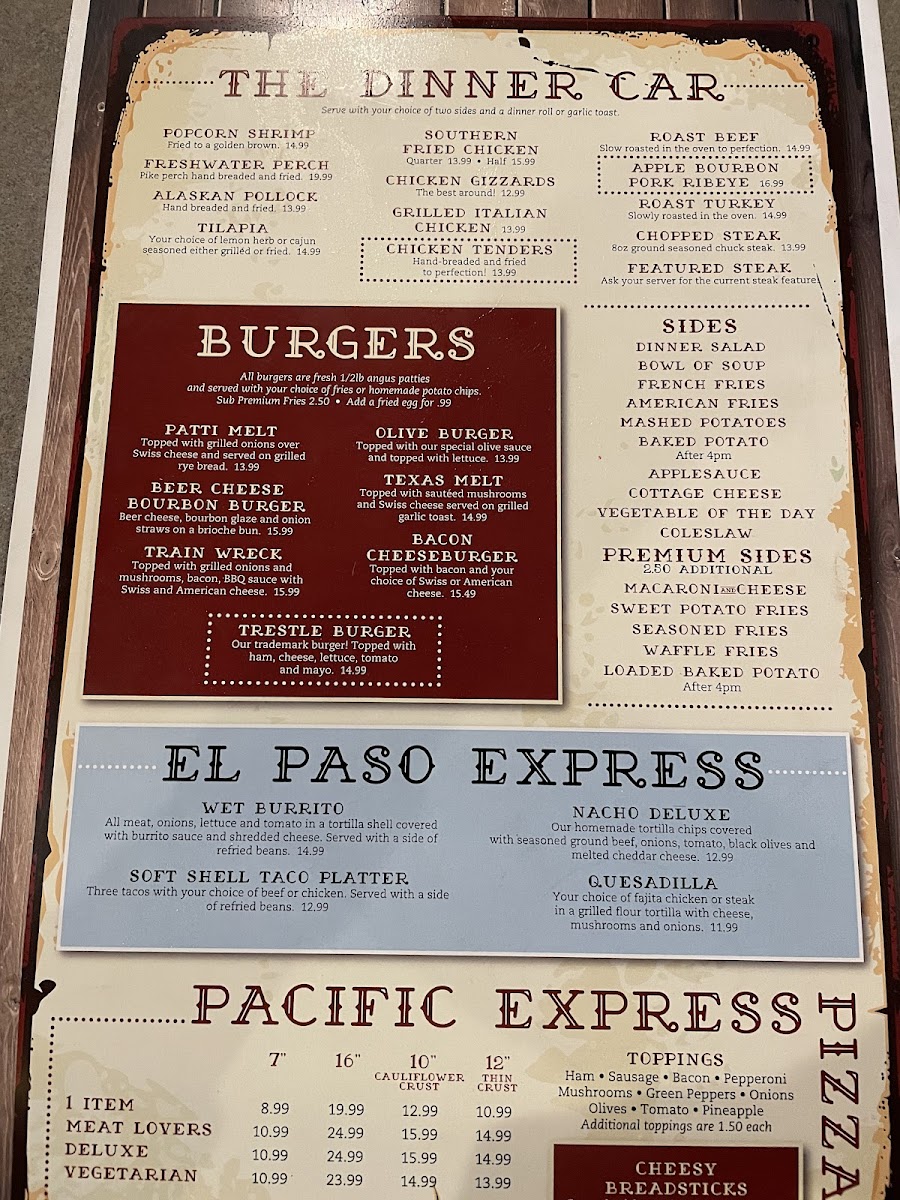 THE DINNER CAR
Serve with your choice of two sides and a dinner roll or garlic toast.
POPCORN SHRIMP
Fried to a golden brown. 14.99
FRESHWATER PERCH
Pike perch hand breaded and fried. 19.99
ALASKAN POLLOCK
Hand breaded and fried. 13.99
TILAPIA
Your choice of lemon herb or cajun
seasoned either grilled or fried. 14.99
SOUTHERN
FRIED CHICKEN
Quarter 13.99 • Half 15.99
CHICKEN GIZZARDS
The best around! 12.99
GRILLED ITALIAN
CHICKEN 13.99
CHICKEN TENDERS
Hand-breaded and fried
to perfection! 13.99
ROAST BEEF
Slow roasted in the oven to perfection. 14.99
APPLE BOURBON
PORK RIBEYE 16.99
ROAST TURKEY
Slowly roasted in the oven. 14.99
CHOPPED STEAK
8oz ground seasoned chuck steak. 13.99
FEATURED STEAK
Ask your server for the current steak feature!
BURGERS
All burgers are fresh 1/2lb angus patties
and served with your choice of fries or homemade potato chips.
Sub Premium Fries 2.50 • Add a fried egg for .99
PATTI MELT
Topped with grilled onions over
Swiss cheese and served on grilled
rye bread. 13.99
BEER CHEESE
BOURBON BURGER
Beer cheese, bourbon glaze and onion
straws on a brioche bun. 15.99
TRAIN WRECK
Topped with grilled onions and
mushrooms, bacon, BBQ sauce with
Swiss and American cheese. 15.99
OLIVE BURGER
Topped with our special olive sauce
and topped with lettuce. 13.99
TEXAS MELT
Topped with sautéed mushrooms
and Swiss cheese served on grilled
garlic toast. 14.99
BACON
CHEESEBURGER
Topped with bacon and your
choice of Swiss or American
cheese. 15.49
TRESTLE BURGER
Our trademark burger! Topped with
ham, cheese, lettuce, tomato
and mayo. 14.99
SIDES
DINNER SALAD
BOWL OF SOUP
FRENCH FRIES
AMERICAN FRIES
MASHED POTATOES
BAKED POTATO
After 4pm
APPLESAUCE
COTTAGE CHEESE
VEGETABLE OF THE DAY
COLESLAW
PREMIUM SIDES
2.50 ADDITIONAL
MACARONI AND CHEESE
SWEET POTATO FRIES
SEASONED FRIES
WAFFLE FRIES
LOADED BAKED POTATO
After 4pm
EL PASO EXPRESS
WET BURRITO
All meat, onions, lettuce and tomato in a tortilla shell covered
with burrito sauce and shredded cheese. Served with a side of
refried beans. 14.99
SOFT SHELL TACO PLATTER
Three tacos with your choice of beef or chicken. Served with a side
of refried beans. 12.99
NACHO DELUXE
Our homemade tortilla chips covered
with seasoned ground beef, onions, tomato, black olives and
melted cheddar cheese. 12.99
QUESADILLA
Your choice of fajita chicken or steak
in a grilled flour tortilla with cheese,
mushrooms and onions. 11.99
PACIFIC EXPRESS
PIZZA
7" 16" 10" 12"
CAULIFLOWER THIN
CRUST CRUST
1 ITEM 8.99 19.99 12.99 10.99
MEAT LOVERS 10.99 24.99 15.99 14.99
DELUXE 10.99 24.99 15.99 14.99
VEGETARIAN 10.99 23.99 14.99 13.99
TOPPINGS
Ham • Sausage • Bacon • Pepperoni
Mushrooms • Green Peppers • Onions
Olives • Tomato • Pineapple
Additional toppings are 1.50 each
CHEESY
BREADSTICKS